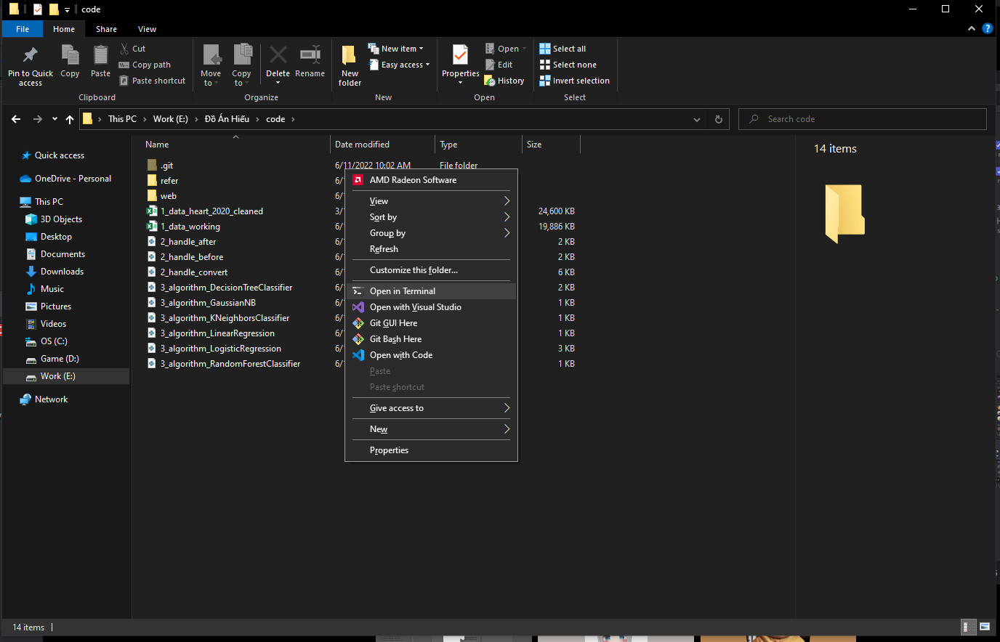 code
File Home Share View
Pin to Quick access
Copy
Paste
Cut
Copy path
Paste shortcut
Clipboard
Move to
Copy to
Delete
Rename
Organize
New folder
New item
Easy access
New
Properties
Open
Edit
History
Open
Select all
Select none
Invert selection
Select
This PC > Work (E:) > Đồ Án Hiếu > code >
Search code
Quick access
OneDrive - Personal
This PC
3D Objects
Desktop
Documents
Downloads
Music
Pictures
Videos
OS (C:)
Game (D:)
Work (E:)
Network
Name Date modified Type Size
.git 6/11/2022 10:02 AM File folder
refer 6/
web 6/
1_data_heart_2020_cleaned 3/ 24,600 KB
1_data_working 6/ 19,886 KB
2_handle_after 6/ 2 KB
2_handle_before 6/ 2 KB
2_handle_convert 6/ 6 KB
3_algorithm_DecisionTreeClassifier 6/ 2 KB
3_algorithm_GaussianNB 6/ 1 KB
3_algorithm_KNeighborsClassifier 6/ 1 KB
3_algorithm_LinearRegression 6/ 1 KB
3_algorithm_LogisticRegression 6/ 3 KB
3_algorithm_RandomForestClassifier 6/ 1 KB
AMD Radeon Software
View
Sort by
Group by
Refresh
Customize this folder...
Open in Terminal
Open with Visual Studio
Git GUI Here
Git Bash Here
Open with Code
Paste
Paste shortcut
Give access to
New
Properties
14 items
14 items